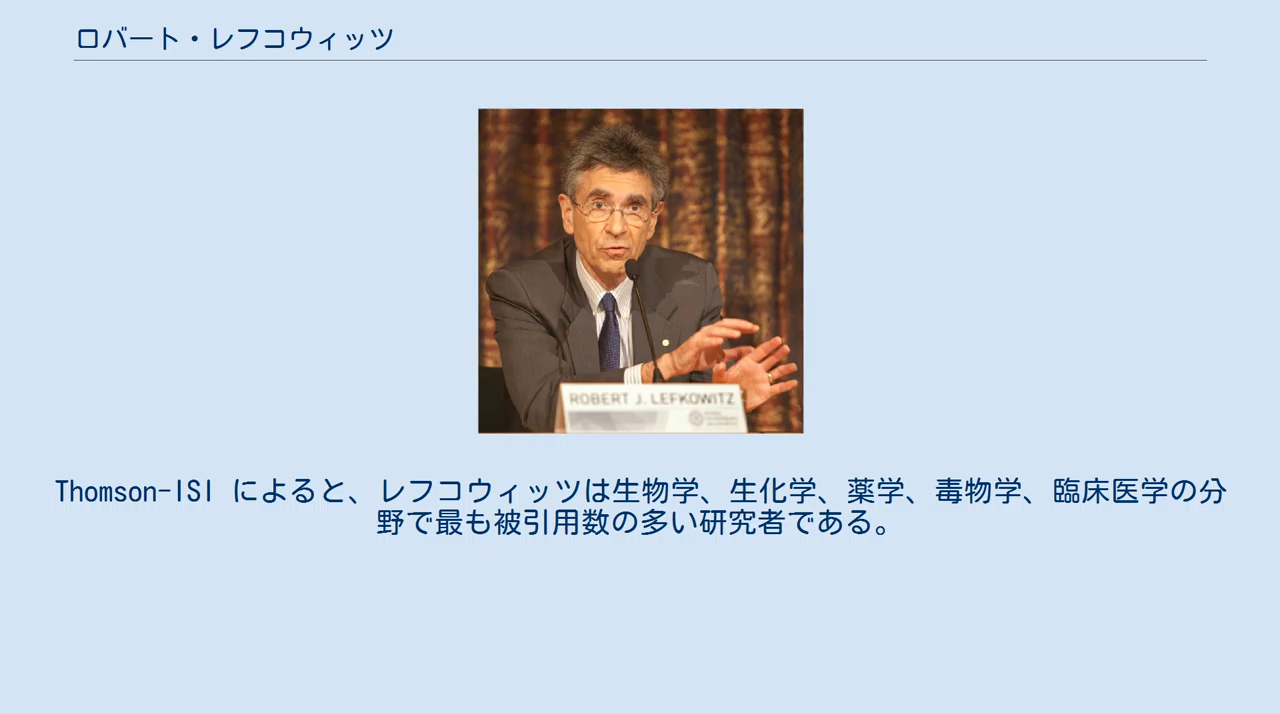 ロバート・レフコウィッツ
ROBERT J. LEFKOWITZ
Thomson-ISI によると、レフコウィッツは生物学、生化学、薬学、毒物学、臨床医学の分
野で最も被引用数の多い研究者である。